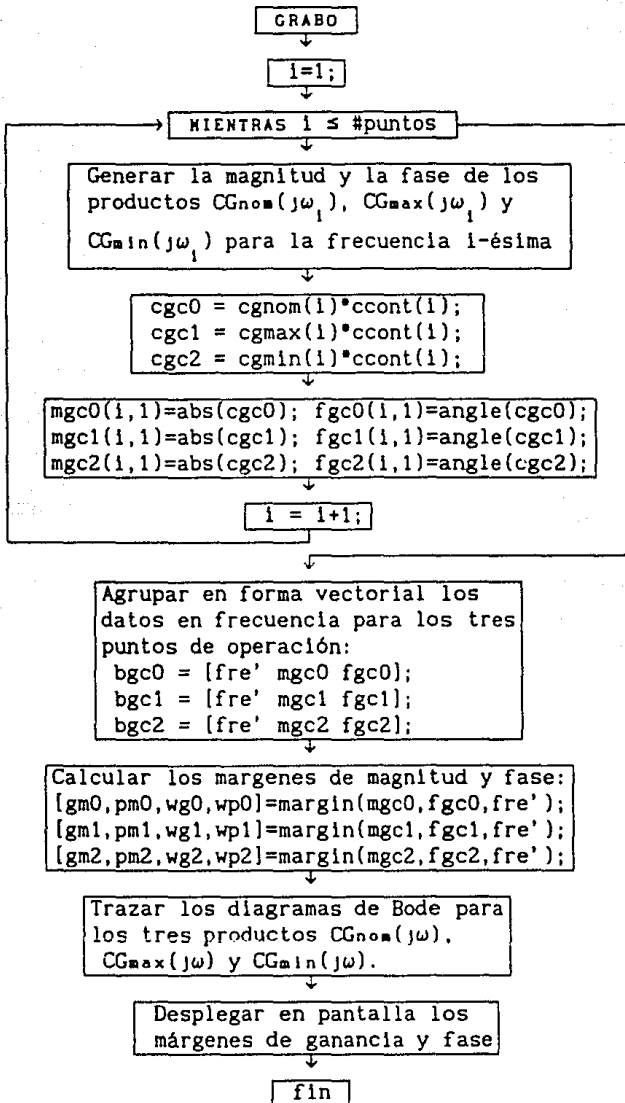 GRABO
i=1;
MIENTRAS i ≤ #puntos
Generar la magnitud y la fase de los
productos CGnom(jωi), CGmax(jωi) y
CGmin(jωi) para la frecuencia i-ésima
cgc0 = cgnom(i)*ccont(i);
cgc1 = cgmax(i)*ccont(i);
cgc2 = cgmin(i)*ccont(i);
mgc0(i,1)=abs(cgc0); fgc0(i,1)=angle(cgc0);
mgc1(i,1)=abs(cgc1); fgc1(i,1)=angle(cgc1);
mgc2(i,1)=abs(cgc2); fgc2(i,1)=angle(cgc2);
i = i+1;
Agrupar en forma vectorial los
datos en frecuencia para los tres
puntos de operación:
bgc0 = [fre' mgc0 fgc0];
bgc1 = [fre' mgc1 fgc1];
bgc2 = [fre' mgc2 fgc2];
Calcular los margenes de magnitud y fase:
[gm0,pm0,wg0,wp0]=margin(mgc0,fgc0,fre');
[gm1,pm1,wg1,wp1]=margin(mgc1,fgc1,fre');
[gm2,pm2,wg2,wp2]=margin(mgc2,fgc2,fre');
Trazar los diagramas de Bode para
los tres productos CGnom(jω),
CGmax(jω) y CGmin(jω).
Desplegar en pantalla los
márgenes de ganancia y fase
fin